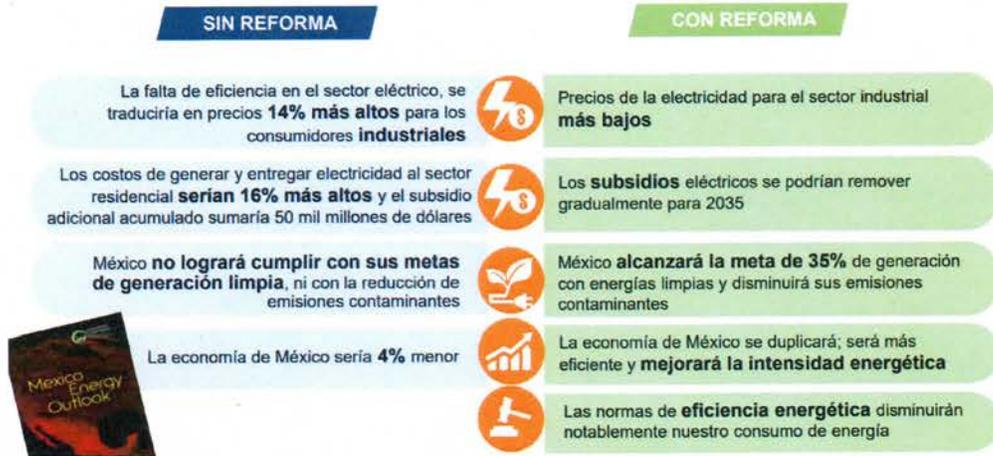 SIN REFORMA
CON REFORMA
La falta de eficiencia en el sector eléctrico, se
traduciría en precios 14% más altos para los
consumidores industriales
Precios de la electricidad para el sector industrial
más bajos
Los costos de generar y entregar electricidad al sector
residencial serían 16% más altos y el subsidio
adicional acumulado sumaría 50 mil millones de dólares
Los subsidios eléctricos se podrían remover
gradualmente para 2035
México no logrará cumplir con sus metas
de generación limpia, ni con la reducción de
emisiones contaminantes
México alcanzará la meta de 35% de generación
con energías limpias y disminuirá sus emisiones
contaminantes
La economía de México sería 4% menor
La economía de México se duplicará; será más
eficiente y mejorará la intensidad energética
Las normas de eficiencia energética disminuirán
notablemente nuestro consumo de energía
Mexico
Energy
Outlook